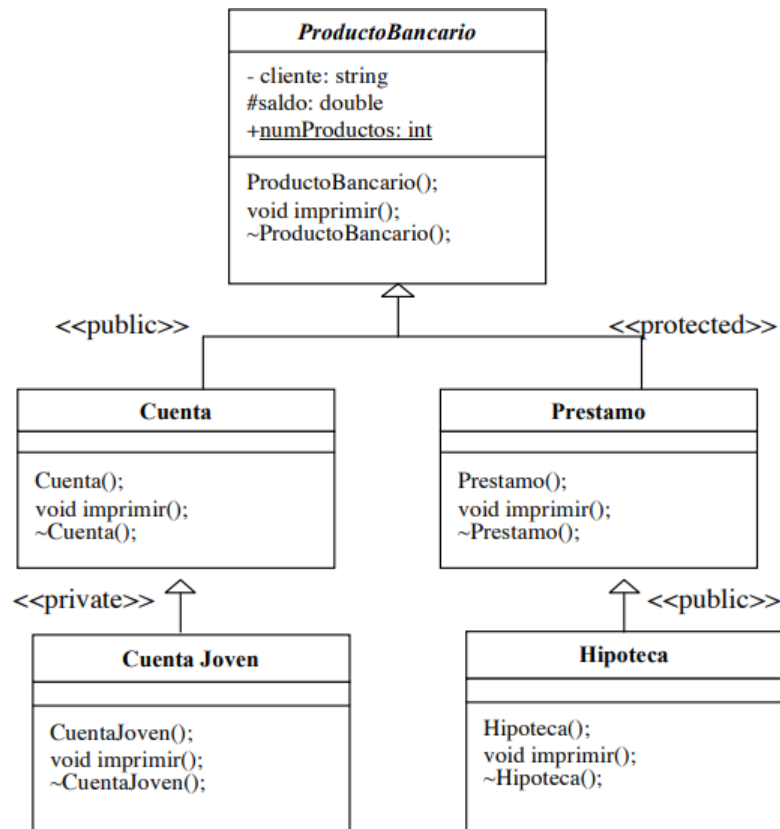 ProductoBancario
- cliente: string
#saldo: double
+numProductos: int
ProductoBancario();
void imprimir();
~ProductoBancario();
<<public>>
<<protected>>
Cuenta
Cuenta();
void imprimir();
~Cuenta();
Prestamo
Prestamo();
void imprimir();
~Prestamo();
<<private>>
<<public>>
Cuenta Joven
CuentaJoven();
void imprimir();
~CuentaJoven();
Hipoteca
Hipoteca();
void imprimir();
~Hipoteca();